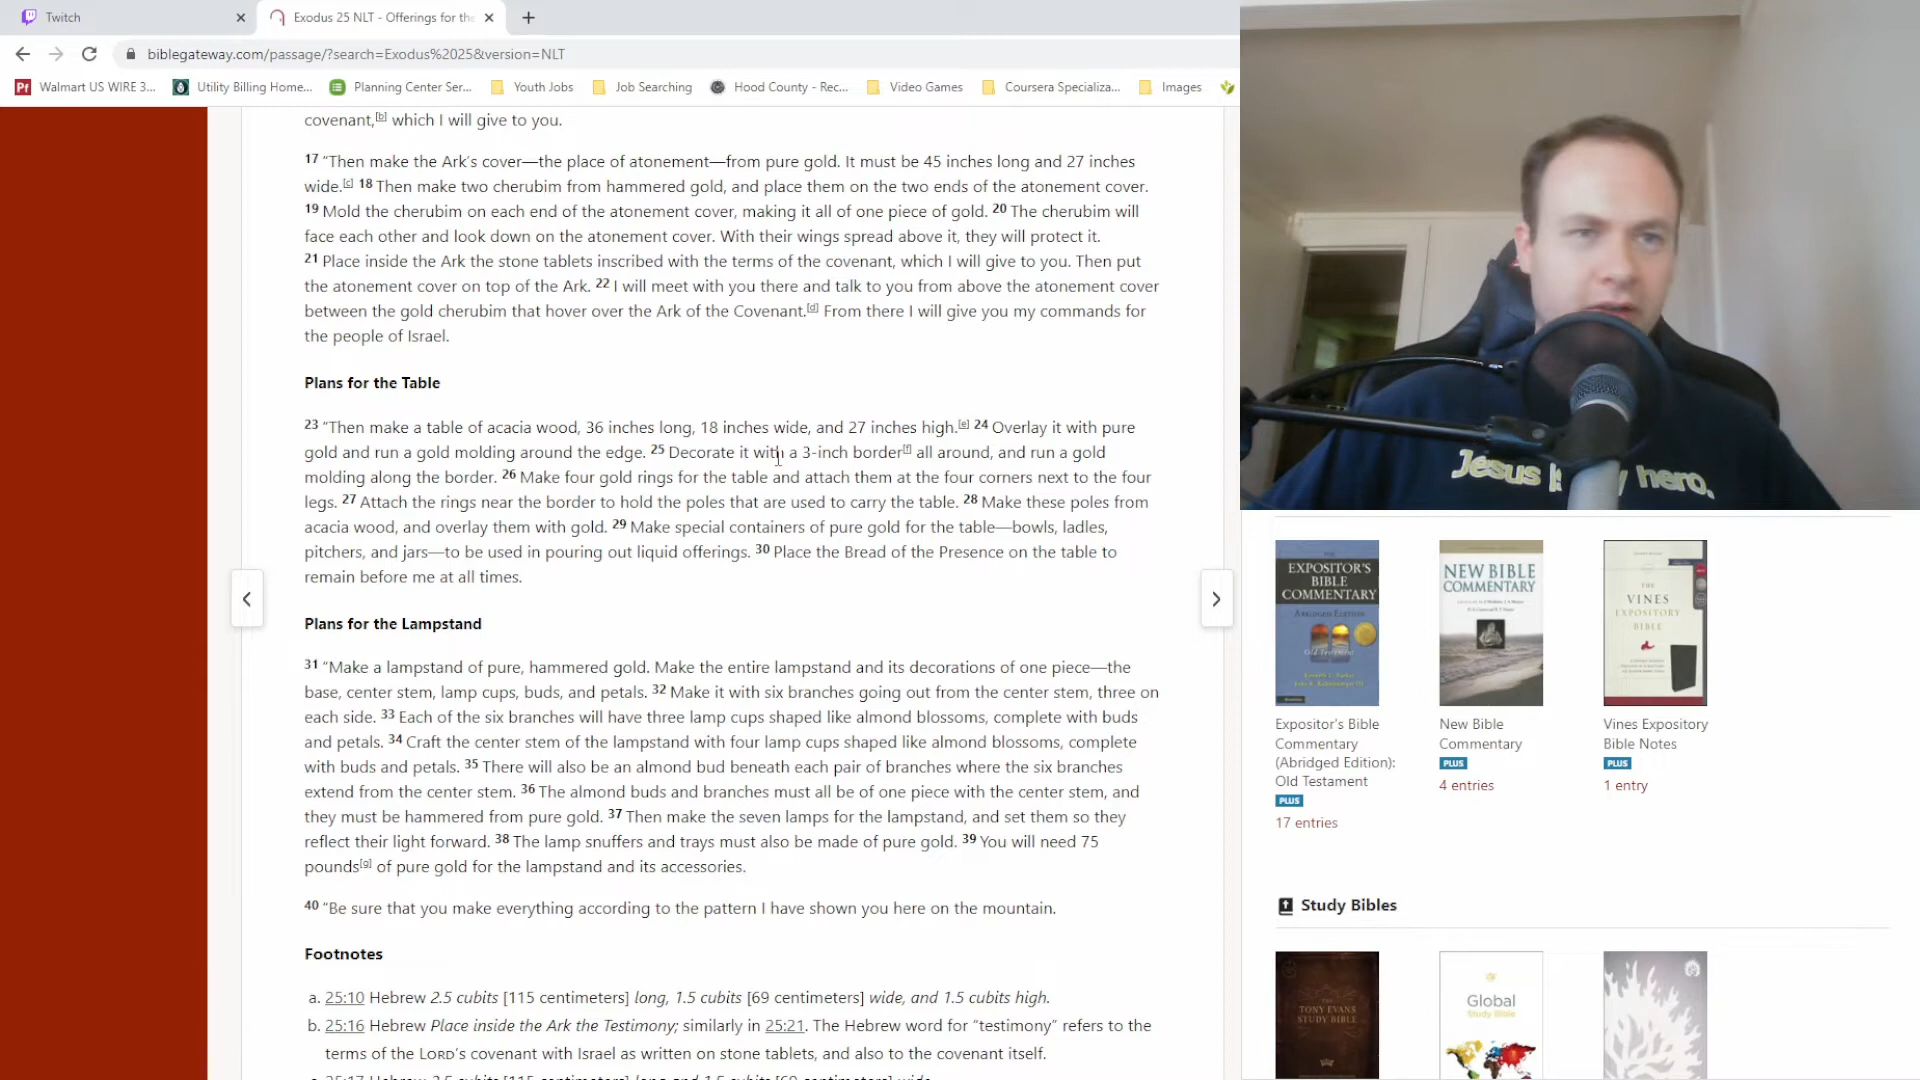 Twitch
Exodus 25 NLT - Offerings for the
biblegateway.com/passage/?search=Exodus%2025&version=NLT
Walmart US WIRE 3... Utility Billing Home... Planning Center Ser... Youth Jobs Job Searching Hood County - Rec... Video Games Coursera Specializa... Images
covenant,[b] which I will give to you.
17 “Then make the Ark’s cover—the place of atonement—from pure gold. It must be 45 inches long and 27 inches
wide.[c] 18 Then make two cherubim from hammered gold, and place them on the two ends of the atonement cover.
19 Mold the cherubim on each end of the atonement cover, making it all of one piece of gold. 20 The cherubim will
face each other and look down on the atonement cover. With their wings spread above it, they will protect it.
21 Place inside the Ark the stone tablets inscribed with the terms of the covenant, which I will give to you. Then put
the atonement cover on top of the Ark. 22 I will meet with you there and talk to you from above the atonement cover
between the gold cherubim that hover over the Ark of the Covenant.[d] From there I will give you my commands for
the people of Israel.
Plans for the Table
23 “Then make a table of acacia wood, 36 inches long, 18 inches wide, and 27 inches high.[e] 24 Overlay it with pure
gold and run a gold molding around the edge. 25 Decorate it with a 3-inch border[f] all around, and run a gold
molding along the border. 26 Make four gold rings for the table and attach them at the four corners next to the four
legs. 27 Attach the rings near the border to hold the poles that are used to carry the table. 28 Make these poles from
acacia wood, and overlay them with gold. 29 Make special containers of pure gold for the table—bowls, ladles,
pitchers, and jars—to be used in pouring out liquid offerings. 30 Place the Bread of the Presence on the table to
remain before me at all times.
Plans for the Lampstand
31 “Make a lampstand of pure, hammered gold. Make the entire lampstand and its decorations of one piece—the
base, center stem, lamp cups, buds, and petals. 32 Make it with six branches going out from the center stem, three on
each side. 33 Each of the six branches will have three lamp cups shaped like almond blossoms, complete with buds
and petals. 34 Craft the center stem of the lampstand with four lamp cups shaped like almond blossoms, complete
with buds and petals. 35 There will also be an almond bud beneath each pair of branches where the six branches
extend from the center stem. 36 The almond buds and branches must all be of one piece with the center stem, and
they must be hammered from pure gold. 37 Then make the seven lamps for the lampstand, and set them so they
reflect their light forward. 38 The lamp snuffers and trays must also be made of pure gold. 39 You will need 75
pounds[g] of pure gold for the lampstand and its accessories.
40 “Be sure that you make everything according to the pattern I have shown you here on the mountain.
Footnotes
a. 25:10 Hebrew 2.5 cubits [115 centimeters] long, 1.5 cubits [69 centimeters] wide, and 1.5 cubits high.
b. 25:16 Hebrew Place inside the Ark the Testimony; similarly in 25:21. The Hebrew word for “testimony” refers to the
terms of the LORD’s covenant with Israel as written on stone tablets, and also to the covenant itself.
c. 25:17 Hebrew 2.5 cubits [115 centimeters] long and 1.5 cubits [69 centimeters] wide.
Jesus is my hero.
EXPOSITOR'S
BIBLE
COMMENTARY
ABRIDGED EDITION
Old Testament
NEW BIBLE
COMMENTARY
THE
VINES
EXPOSITORY
BIBLE
Expositor's Bible
Commentary
(Abridged Edition):
Old Testament
PLUS
17 entries
New Bible
Commentary
PLUS
4 entries
Vines Expository
Bible Notes
PLUS
1 entry
Study Bibles
THE
TONY EVANS
STUDY BIBLE
Global
Study Bible